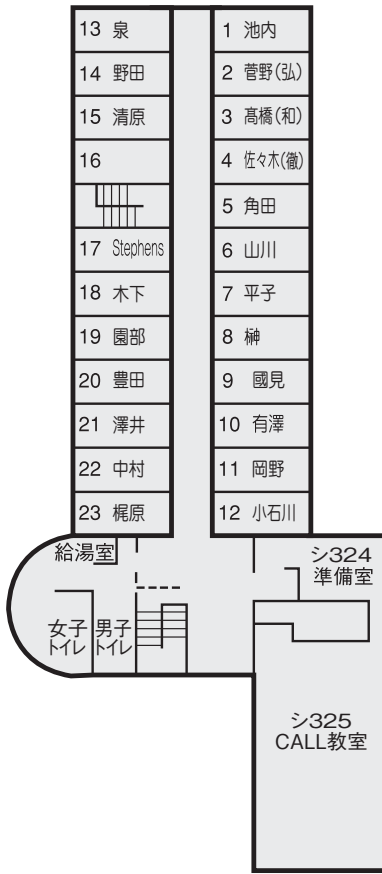 13 泉
14 野田
15 清原
16
17 Stephens
18 木下
19 園部
20 豊田
21 澤井
22 中村
23 梶原
1 池内
2 菅野(弘)
3 髙橋(和)
4 佐々木(徹)
5 角田
6 山川
7 平子
8 榊
9 國見
10 有澤
11 岡野
12 小石川
給湯室
女子
トイレ
男子
トイレ
シ324
準備室
シ325
CALL教室